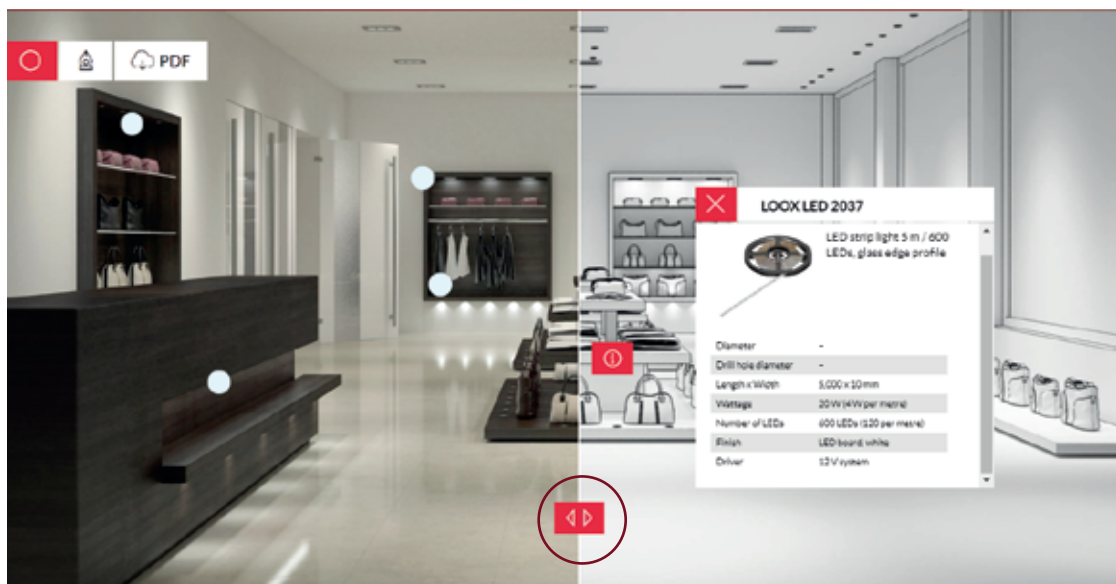 PDF
LOOX LED 2037
LED strip light 5 m / 600
LEDs, glass edge profile
Diameter -
Drill hole diameter -
Length x Width 5,000 x 10 mm
Wattage 20 W (4 W per metre)
Number of LEDs 600 LEDs (120 per metre)
Finish LED board: white
Driver 12 V system